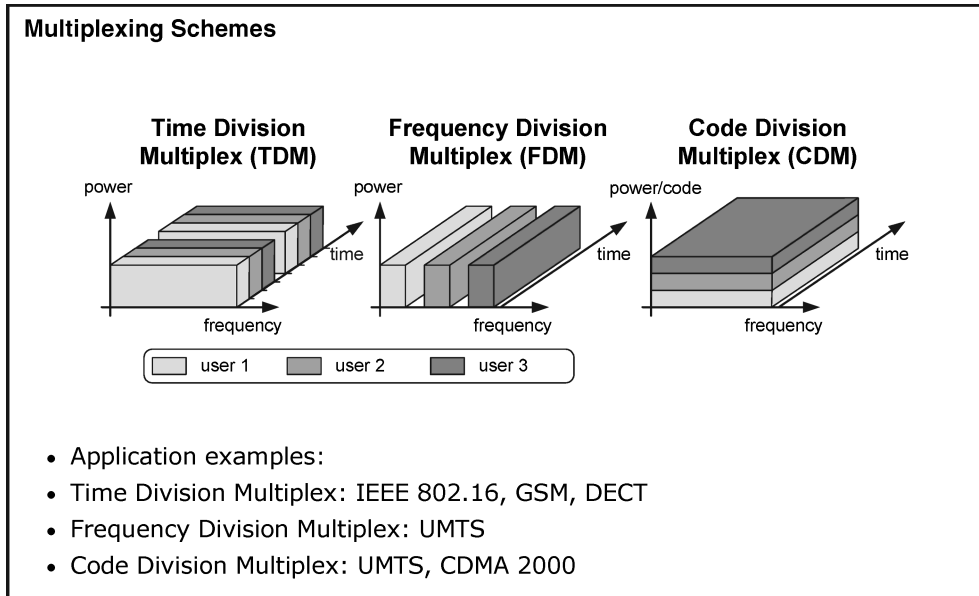 Multiplexing Schemes
Time Division
Multiplex (TDM)
power
time
frequency
Frequency Division
Multiplex (FDM)
power
time
frequency
Code Division
Multiplex (CDM)
power/code
time
frequency
user 1
user 2
user 3
• Application examples:
• Time Division Multiplex: IEEE 802.16, GSM, DECT
• Frequency Division Multiplex: UMTS
• Code Division Multiplex: UMTS, CDMA 2000